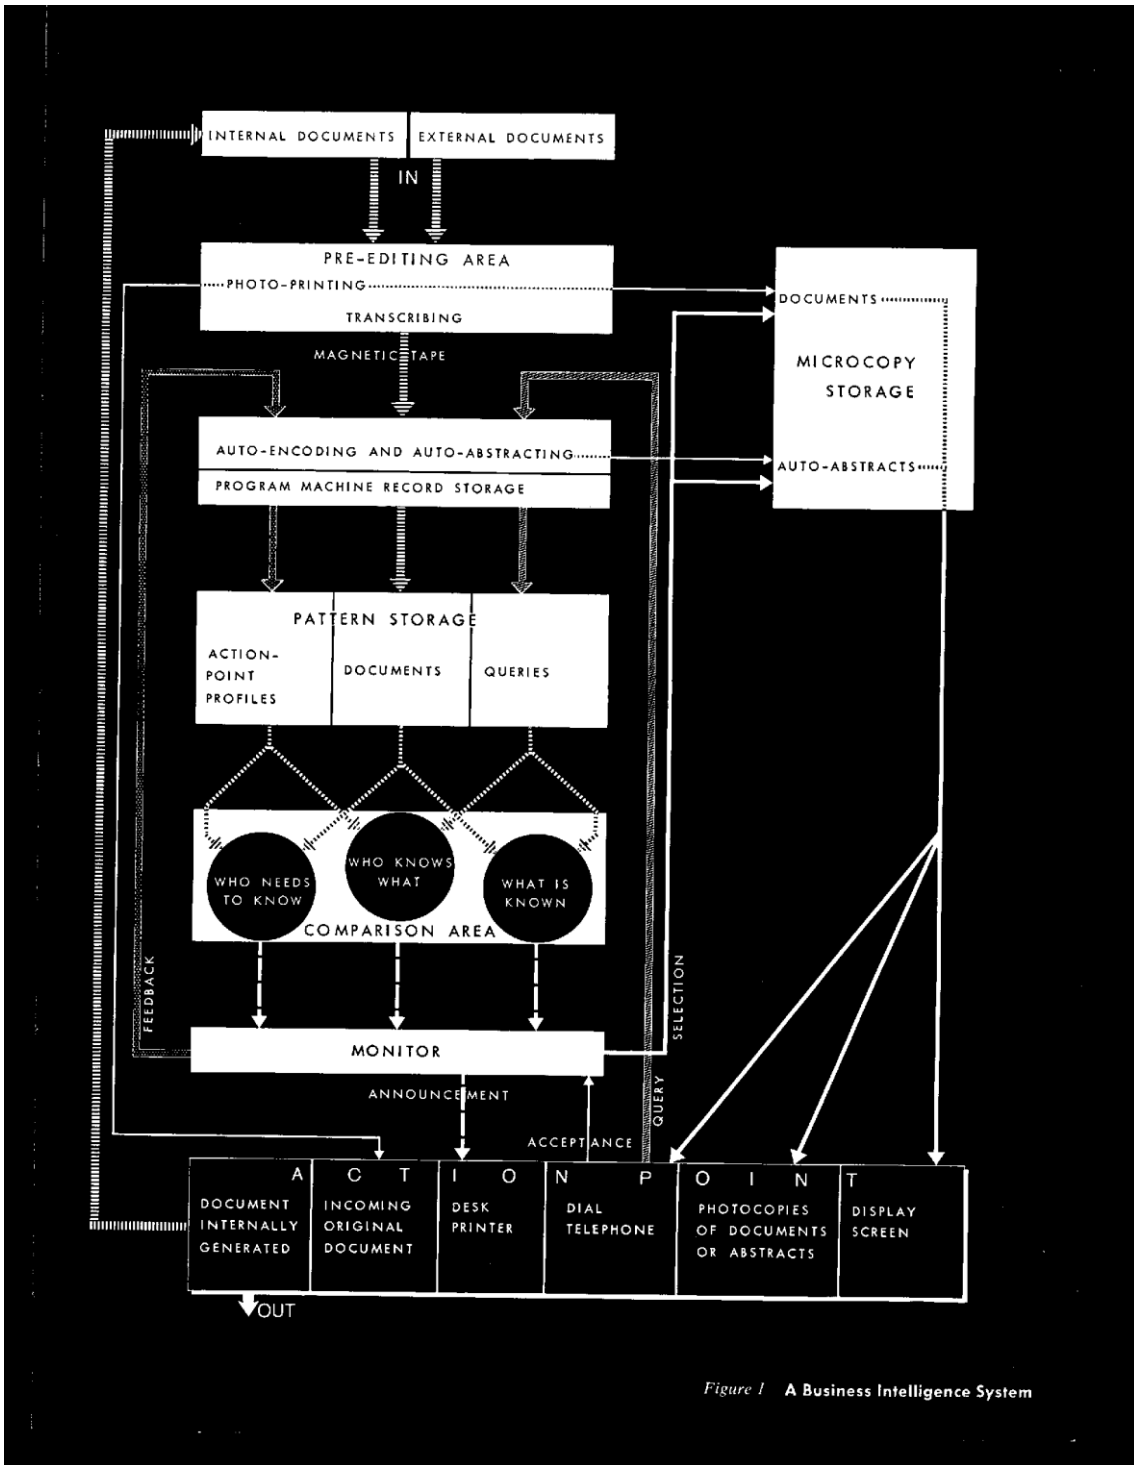 INTERNAL DOCUMENTS
EXTERNAL DOCUMENTS
IN
PRE-EDITING AREA
PHOTO-PRINTING
TRANSCRIBING
MAGNETIC TAPE
DOCUMENTS
MICROCOPY
STORAGE
AUTO-ABSTRACTS
AUTO-ENCODING AND AUTO-ABSTRACTING
PROGRAM MACHINE RECORD STORAGE
PATTERN STORAGE
ACTION-
POINT
PROFILES
DOCUMENTS
QUERIES
WHO NEEDS
TO KNOW
WHO KNOWS
WHAT
WHAT IS
KNOWN
COMPARISON AREA
FEEDBACK
SELECTION
MONITOR
ANNOUNCEMENT
QUERY
ACCEPTANCE
ACTION POINT
DOCUMENT
INTERNALLY
GENERATED
INCOMING
ORIGINAL
DOCUMENT
DESK
PRINTER
DIAL
TELEPHONE
PHOTOCOPIES
OF DOCUMENTS
OR ABSTRACTS
DISPLAY
SCREEN
OUT
Figure 1 A Business Intelligence System